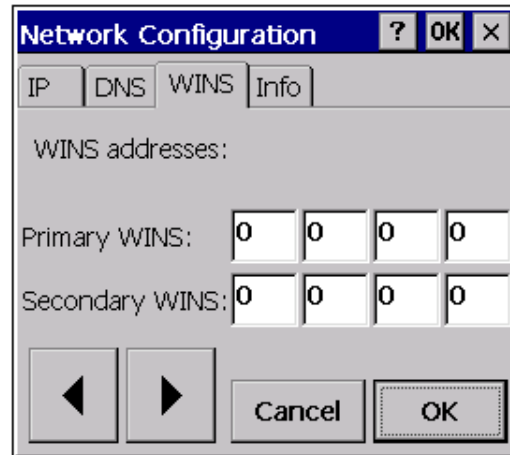 Network Configuration ? OK ×
IP DNS WINS Info
WINS addresses:
Primary WINS: 0 0 0 0
Secondary WINS: 0 0 0 0
Cancel OK